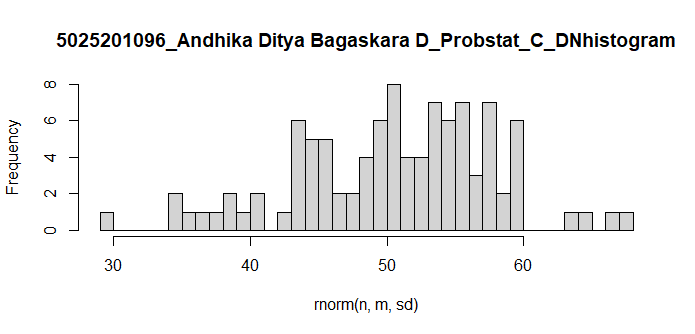 5025201096_Andhika Ditya Bagaskara D_Probstat_C_DNhistogram
Frequency
8
6
4
2
0
30 40 50 60
rnorm(n, m, sd)